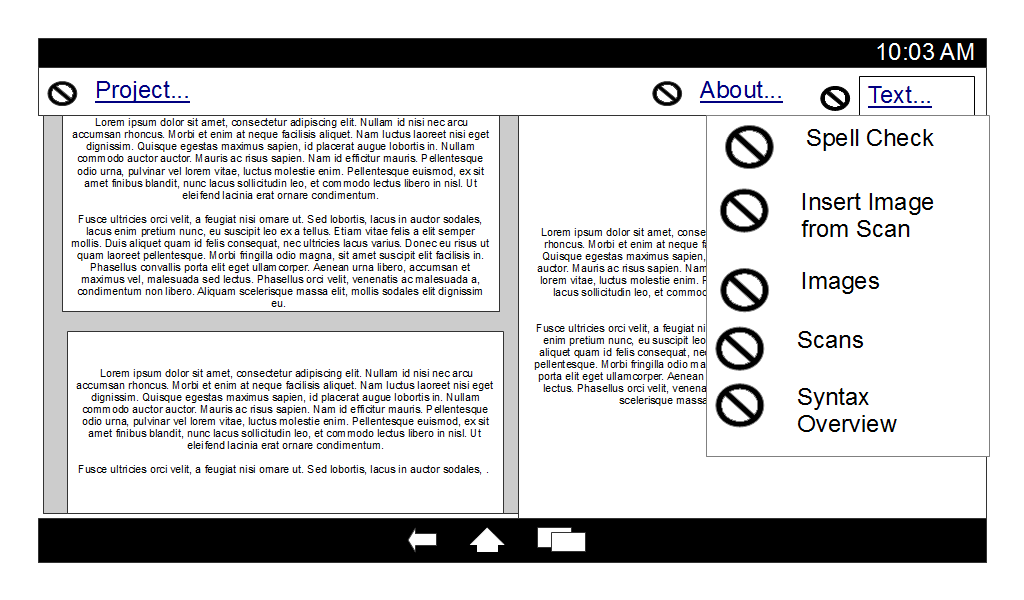 10:03 AM
Project...
About...
Text...
Lorem ipsum dolor sit amet, consectetur adipiscing elit. Nullam id nisi nec arcu
accumsan rhoncus. Morbi et enim at neque facilisis aliquet. Nam luctus laoreet nisi eget
dignissim. Quisque egestas maximus sapien, id placerat augue lobortis in. Nullam
commodo auctor auctor. Mauris ac risus sapien. Nam id efficitur mauris. Pellentesque
odio urna, pulvinar vel lorem vitae, luctus molestie enim. Pellentesque euismod, ex sit
amet finibus blandit, nunc lacus sollicitudin leo, et commodo lectus libero in nisl. Ut
eleifend lacinia erat ornare condimentum.
Fusce ultricies orci velit, a feugiat nisi ornare ut. Sed lobortis, lacus in auctor sodales,
lacus enim pretium nunc, eu suscipit leo ex a tellus. Etiam vitae felis a elit semper
mollis. Duis aliquet quam id felis consequat, nec ultricies lacus varius. Donec eu risus ut
quam laoreet pellentesque. Morbi fringilla odio magna, sit amet suscipit elit facilisis in.
Phasellus convallis porta elit eget ullamcorper. Aenean urna libero, accumsan et
maximus vel, malesuada sed lectus. Phasellus orci velit, venenatis ac malesuada a,
condimentum non libero. Aliquam scelerisque massa elit, mollis sodales elit dignissim
eu.
Lorem ipsum dolor sit amet, consectetur adipiscing elit. Nullam id nisi nec arcu
accumsan rhoncus. Morbi et enim at neque facilisis aliquet. Nam luctus laoreet nisi eget
dignissim. Quisque egestas maximus sapien, id placerat augue lobortis in. Nullam
commodo auctor auctor. Mauris ac risus sapien. Nam id efficitur mauris. Pellentesque
odio urna, pulvinar vel lorem vitae, luctus molestie enim. Pellentesque euismod, ex sit
amet finibus blandit, nunc lacus sollicitudin leo, et commodo lectus libero in nisl. Ut
eleifend lacinia erat ornare condimentum.
Fusce ultricies orci velit, a feugiat nisi ornare ut. Sed lobortis, lacus in auctor sodales, .
Lorem ipsum dolor sit amet, conse
rhoncus. Morbi et enim at neque f
Quisque egestas maximus sapien,
auctor. Mauris ac risus sapien. Nam
lorem vitae, luctus molestie enim. P
lacus sollicitudin leo, et commod
Fusce ultricies orci velit, a feugiat ni
enim pretium nunc, eu suscipit leo
aliquet quam id felis consequat, ne
pellentesque. Morbi fringilla odio ma
porta elit eget ullamcorper. Aenean
lectus. Phasellus orci velit, venena
scelerisque massa
Spell Check
Insert Image
from Scan
Images
Scans
Syntax
Overview